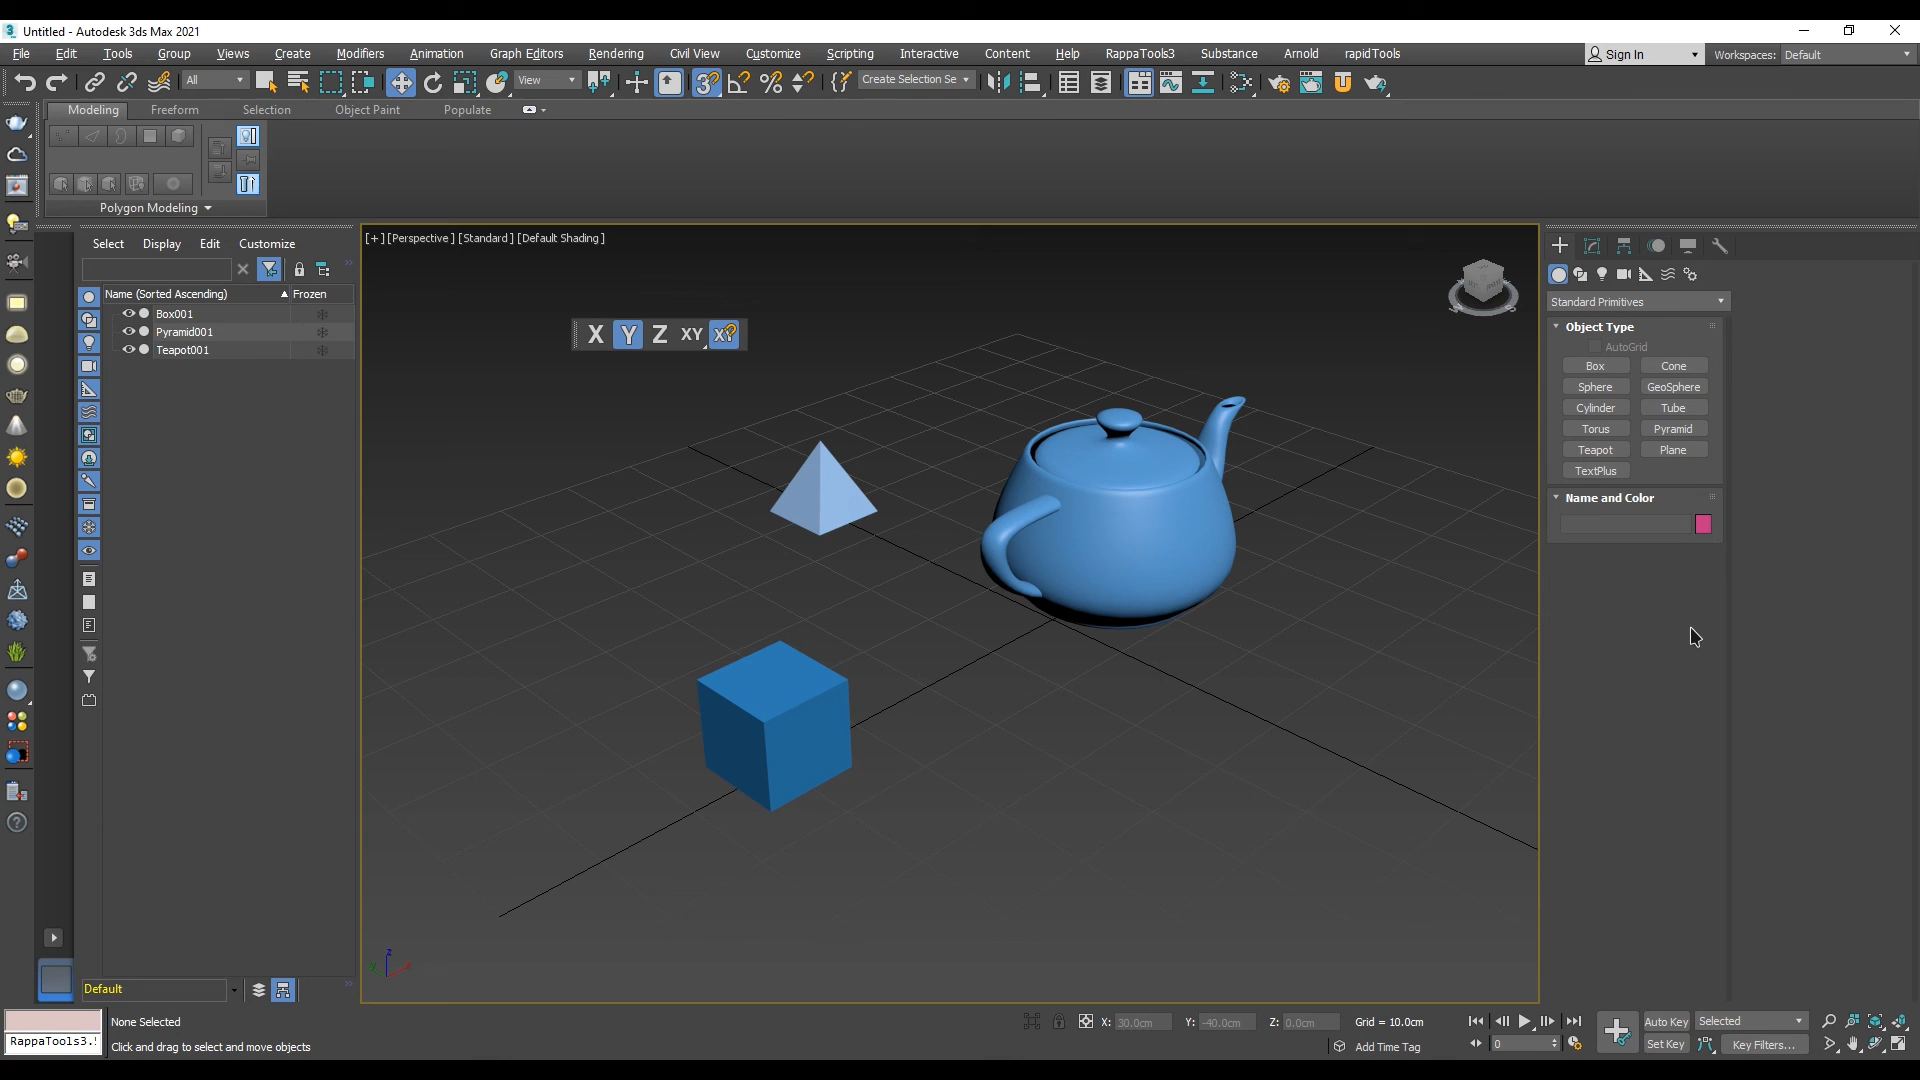 Untitled - Autodesk 3ds Max 2021
File Edit Tools Group Views Create Modifiers Animation Graph Editors Rendering Civil View Customize Scripting Interactive Content Help RappaTools3 Substance Arnold rapidTools
Sign In Workspaces: Default
All View Create Selection Se
Modeling Freeform Selection Object Paint Populate
Polygon Modeling
Select Display Edit Customize
Name (Sorted Ascending) Frozen
Box001
Pyramid001
Teapot001
[+] [Perspective] [Standard] [Default Shading]
X Y Z XY XY
Standard Primitives
Object Type
AutoGrid
Box Cone
Sphere GeoSphere
Cylinder Tube
Torus Pyramid
Teapot Plane
TextPlus
Name and Color
z
Default
RappaTools3.
None Selected
Click and drag to select and move objects
X: 30.0cm Y: -40.0cm Z: 0.0cm Grid = 10.0cm
Add Time Tag
0
Auto Key Selected
Set Key Key Filters...